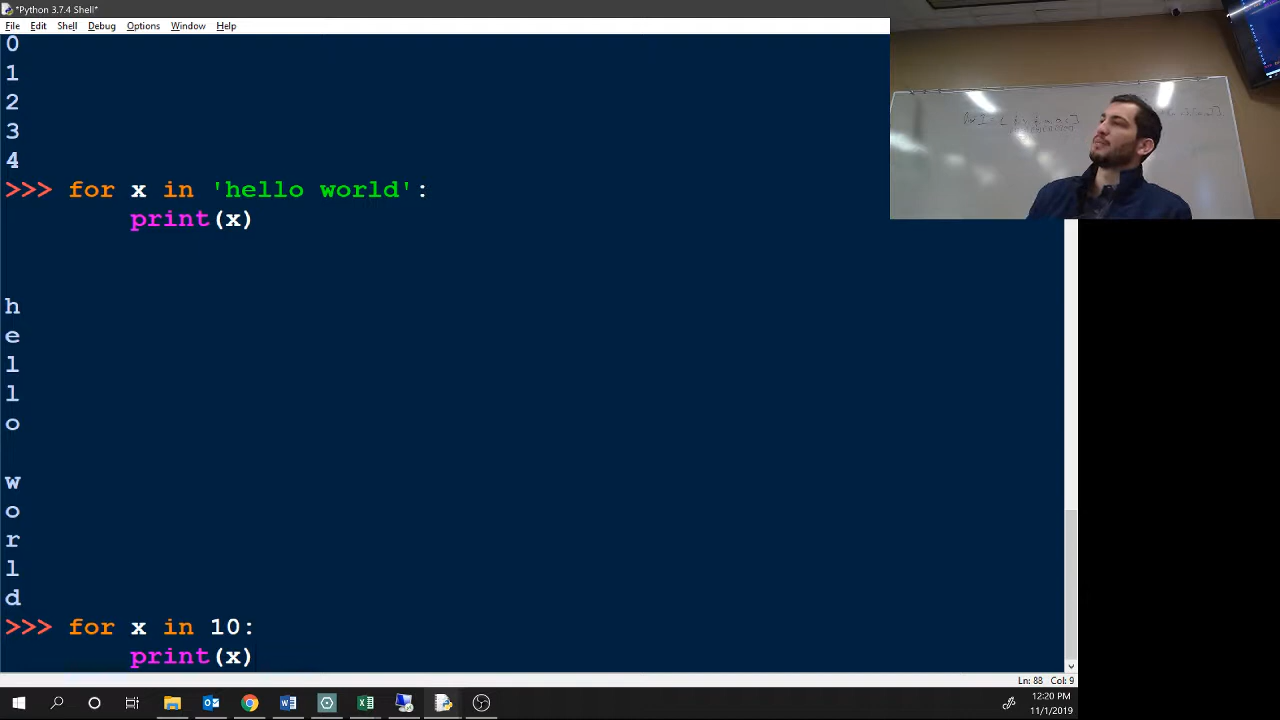 *Python 3.7.4 Shell*
File Edit Shell Debug Options Window Help
0
1
2
3
4
>>> for x in 'hello world':
        print(x)
h
e
l
l
o
w
o
r
l
d
>>> for x in 10:
        print(x)
Ln: 88 Col: 9
12:20 PM
11/1/2019